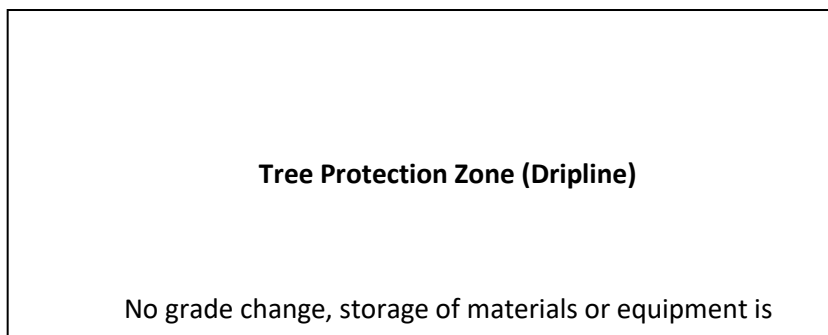 Tree Protection Zone (Dripline)
No grade change, storage of materials or equipment is